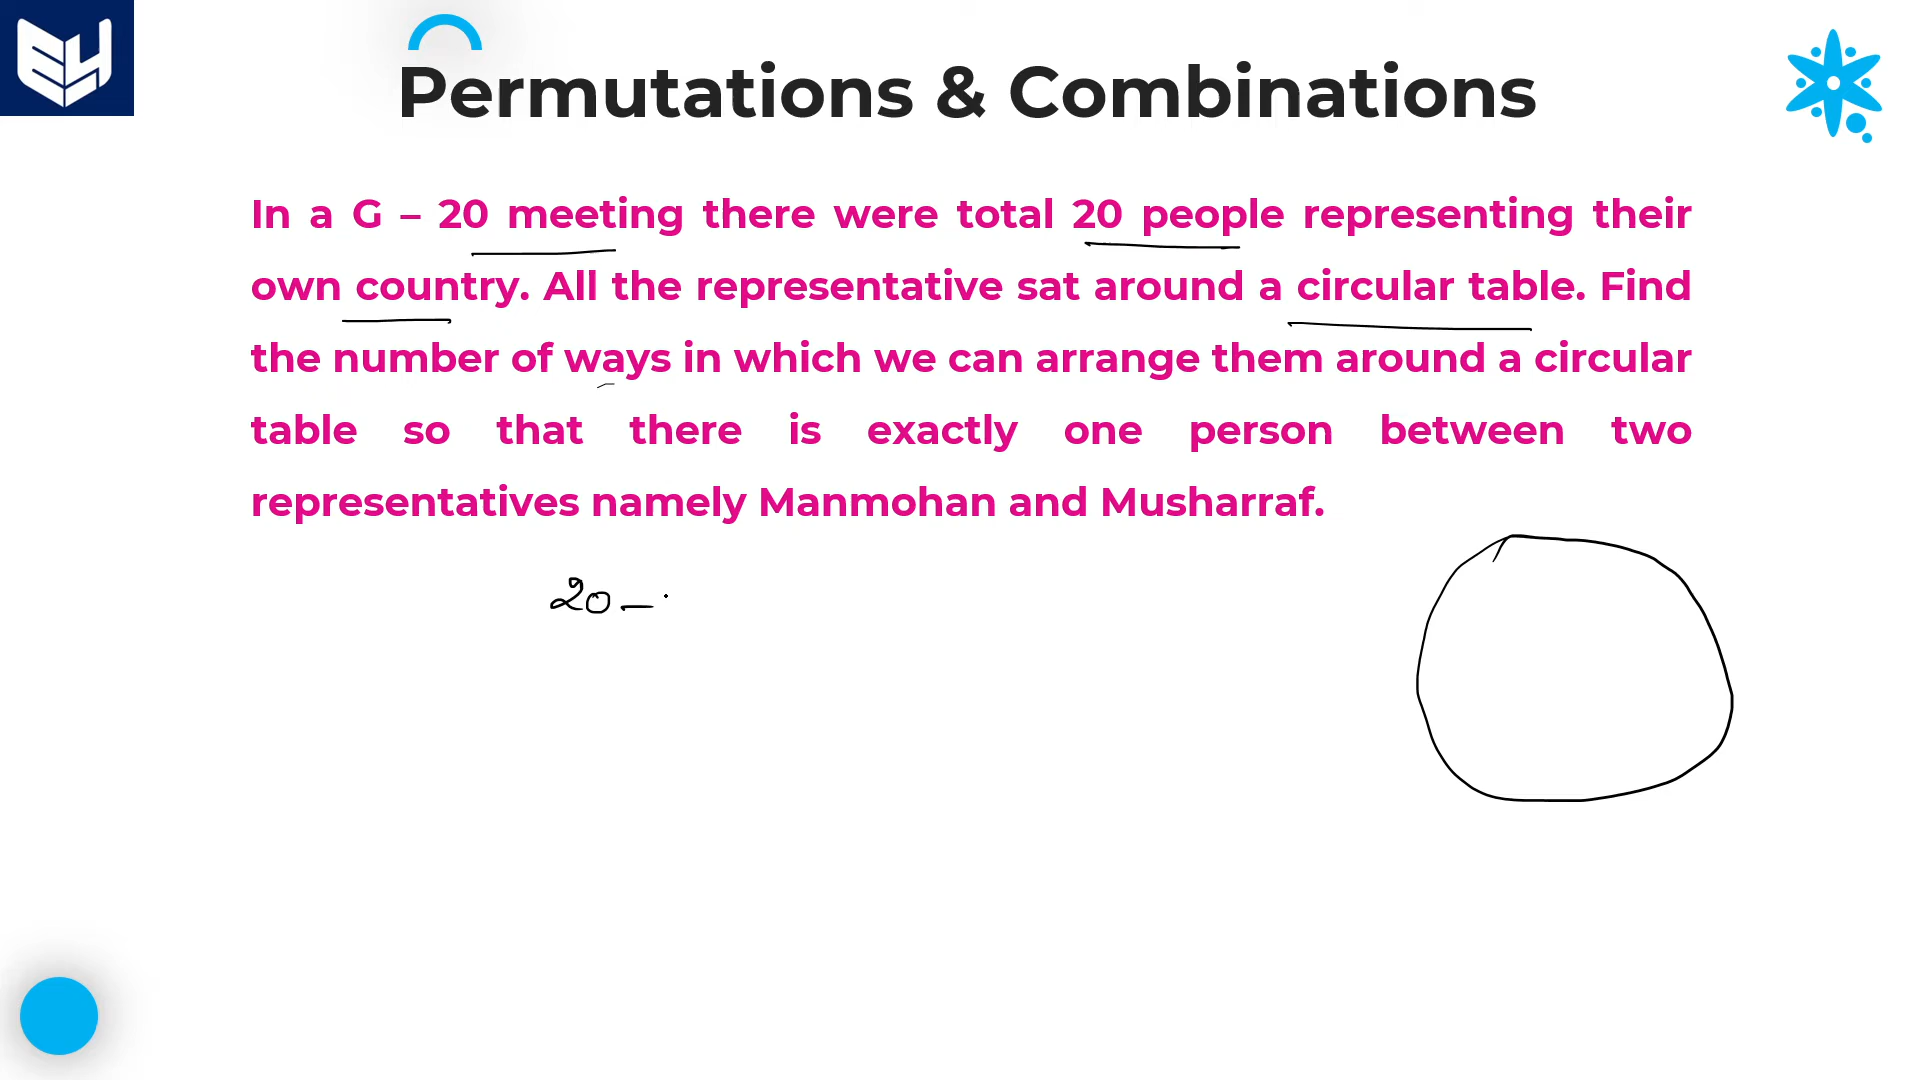 Permutations & Combinations
In a G – 20 meeting there were total 20 people representing their
own country. All the representative sat around a circular table. Find
the number of ways in which we can arrange them around a circular
table so that there is exactly one person between two
representatives namely Manmohan and Musharraf.
20 –